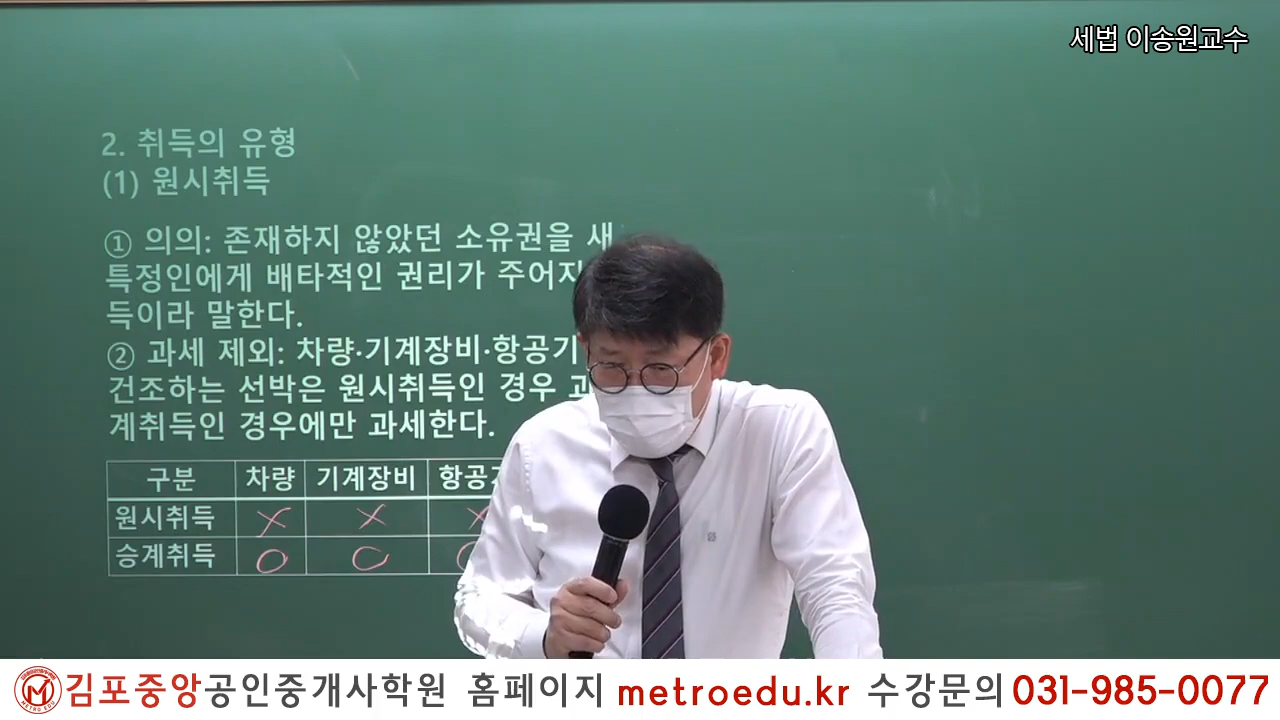 세법 이송원교수
2. 취득의 유형
(1) 원시취득
① 의의: 존재하지 않았던 소유권을 새
특정인에게 배타적인 권리가 주어지
득이라 말한다.
② 과세 제외: 차량·기계장비·항공기
건조하는 선박은 원시취득인 경우 과
계취득인 경우에만 과세한다.
구분 차량 기계장비 항공기
원시취득 X X X
승계취득 O O O
METRO EDU 김포중앙공인중개사학원 홈페이지 metroedu.kr 수강문의 031-985-0077